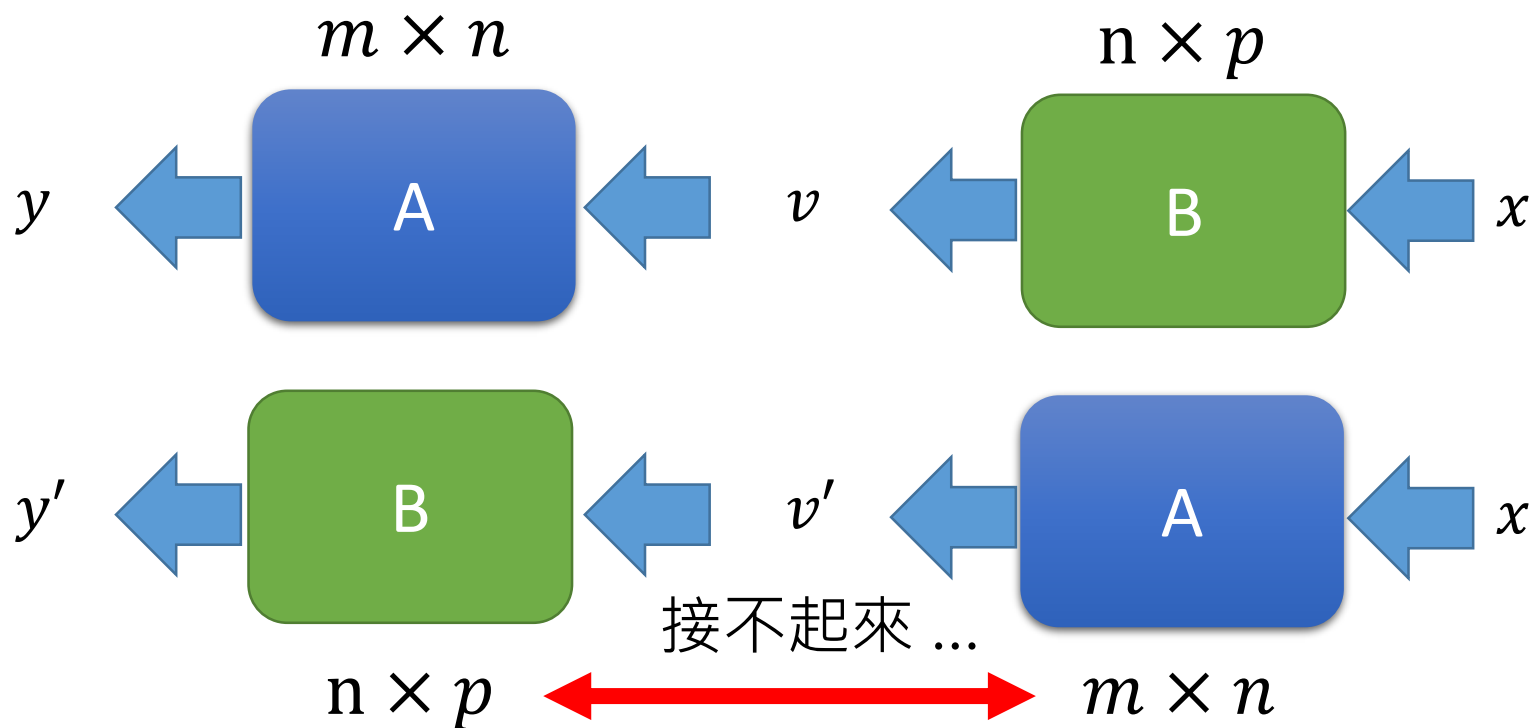 m × n n × p
y A v B x
y′ B v′ A x
接不起來 ...
n × p m × n